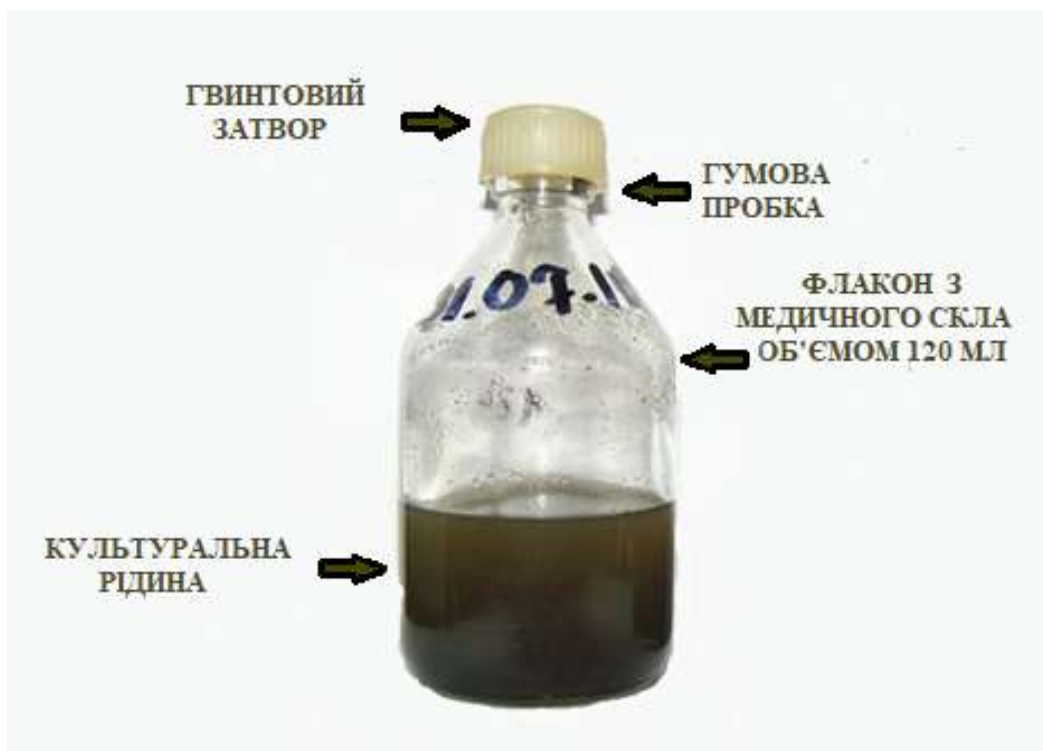 ГВИНТОВИЙ
ЗАТВОР
ГУМОВА
ПРОБКА
ФЛАКОН З
МЕДИЧНОГО СКЛА
ОБ'ЄМОМ 120 МЛ
КУЛЬТУРАЛЬНА
РІДИНА